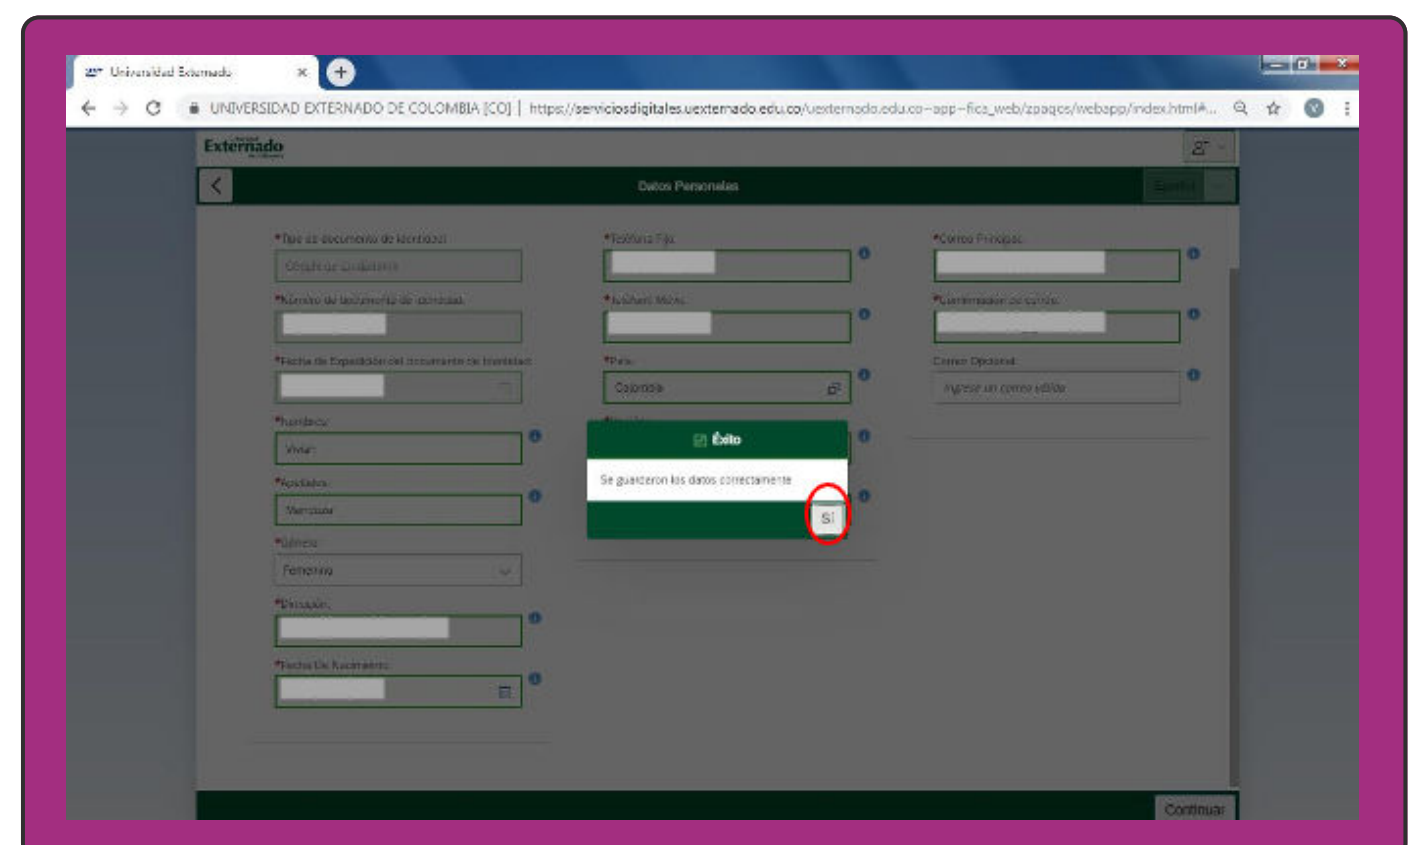 Universidad Externado
UNIVERSIDAD EXTERNADO DE COLOMBIA [CO] | https://serviciosdigitales.uexternado.edu.co/uexternado.edu.co~app~fica_web/zpagos/webapp/index.html#...
Externado
Datos Personales
*Tipo de documento de identidad:
*Teléfono Fijo:
*Correo Principal:
*Número de documento de identidad:
*Teléfono Móvil:
*Confirmación de correo:
*Fecha de Expedición del documento de identidad:
*País:
Correo Opcional:
Colombia
Ingrese un correo válido
*Nombres:
Vivian
Éxito
Se guarderon los datos correctamente
*Apellidos:
Sí
*Género:
Femenino
*Dirección:
*Fecha De Nacimiento:
Continuar